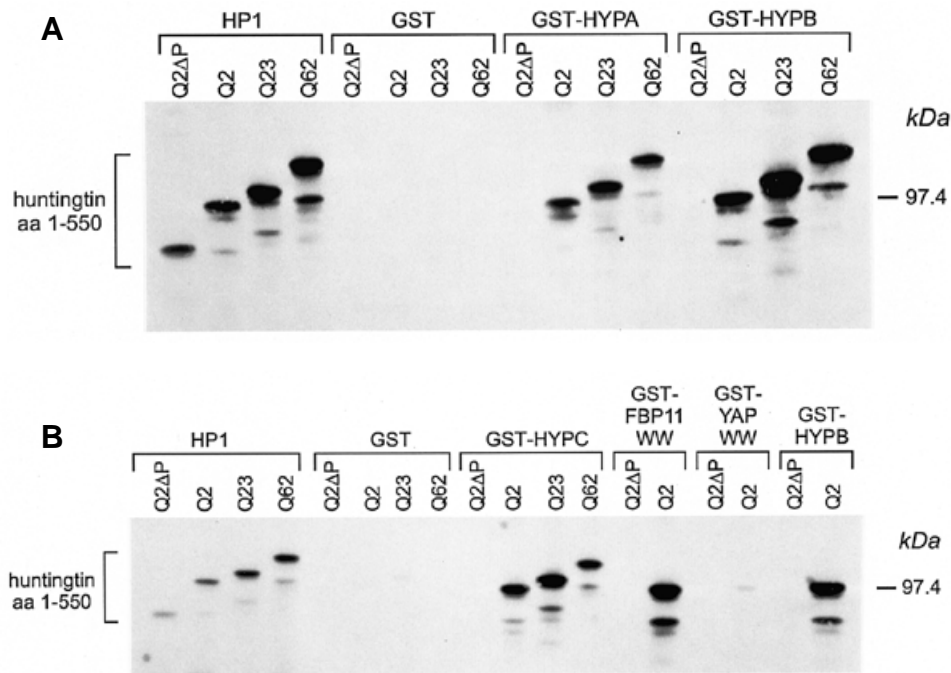 A
HP1 GST GST-HYPA GST-HYPB
Q2ΔP Q2 Q23 Q62 Q2ΔP Q2 Q23 Q62 Q2ΔP Q2 Q23 Q62 Q2ΔP Q2 Q23 Q62
kDa
huntingtin
aa 1-550
97.4
B
HP1 GST GST-HYPC GST-FBP11 WW GST-YAP WW GST-HYPB
Q2ΔP Q2 Q23 Q62 Q2ΔP Q2 Q23 Q62 Q2ΔP Q2 Q23 Q62 Q2ΔP Q2 Q2ΔP Q2 Q2ΔP Q2
kDa
huntingtin
aa 1-550
97.4